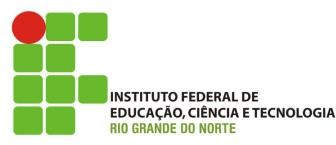 INSTITUTO FEDERAL DE
EDUCAÇÃO, CIÊNCIA E TECNOLOGIA
RIO GRANDE DO NORTE